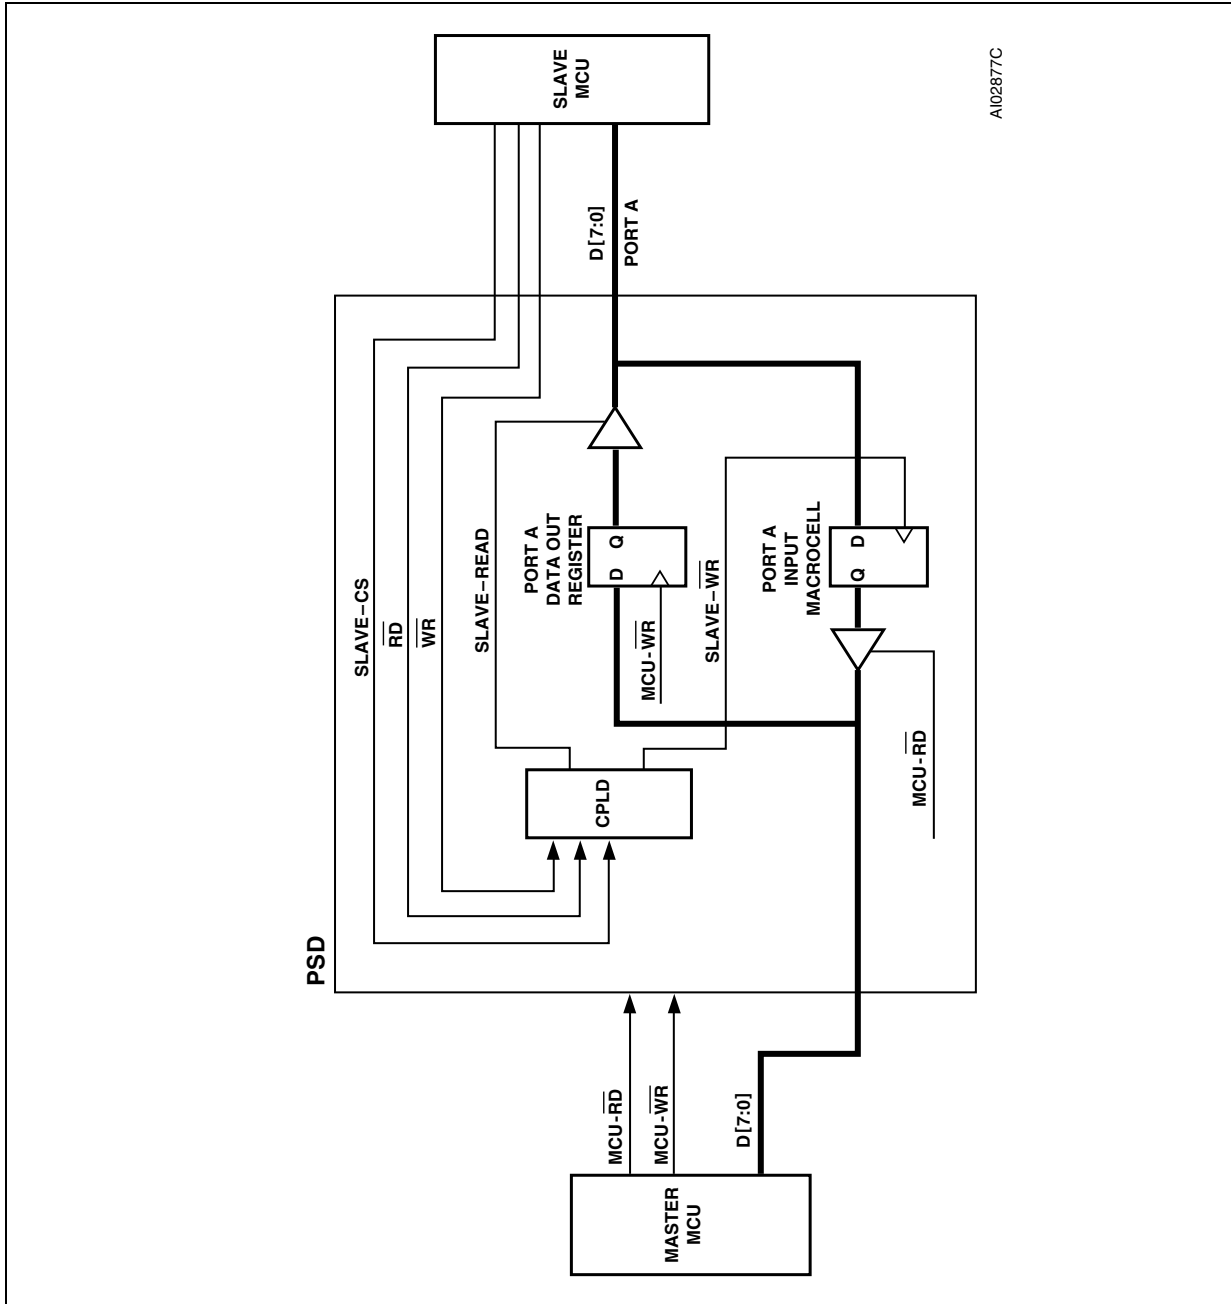 SLAVE–CS
RD
WR
SLAVE–READ
PORT A
DATA OUT
REGISTER
D Q
MCU-WR
SLAVE–WR
PORT A
INPUT
MACROCELL
Q D
MCU-RD
CPLD
PSD
MCU-RD
MCU-WR
D[7:0]
MASTER
MCU
SLAVE
MCU
D[7:0]
PORT A
AI02877C